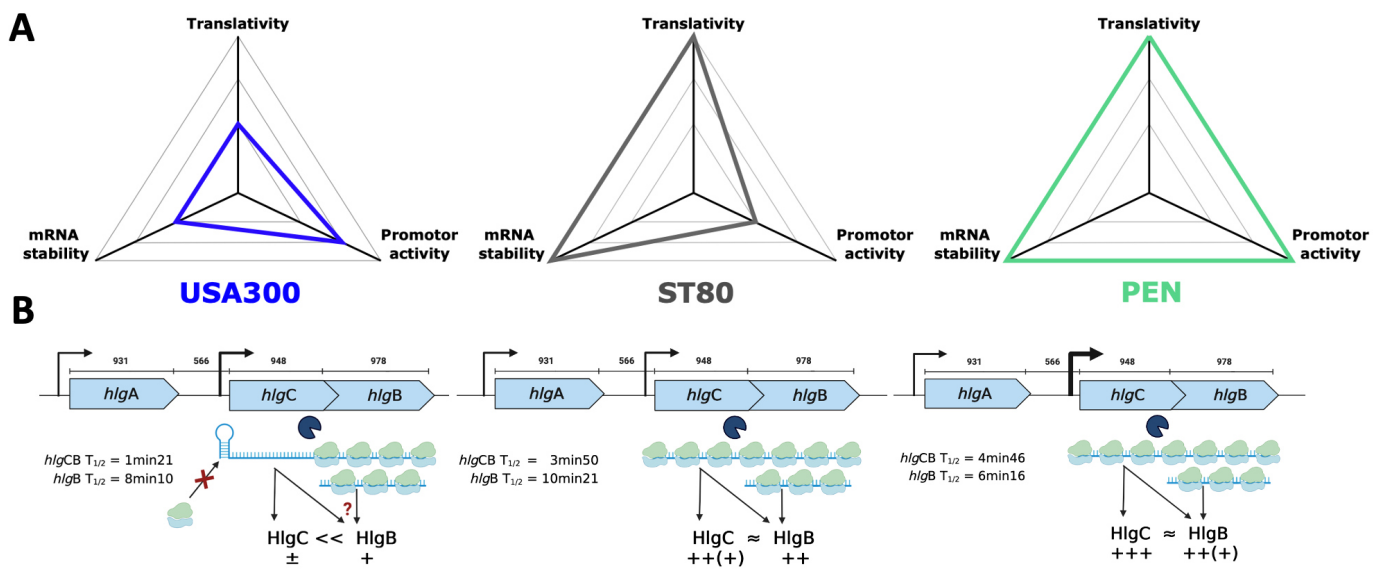 A
Translativity
mRNA
stability
Promotor
activity
USA300
Translativity
mRNA
stability
Promotor
activity
ST80
Translativity
mRNA
stability
Promotor
activity
PEN
B
931 566 948 978
hlgA hlgC hlgB
hlgCB T1/2 = 1min21
hlgB T1/2 = 8min10
?
HlgC << HlgB
± +
931 566 948 978
hlgA hlgC hlgB
hlgCB T1/2 = 3min50
hlgB T1/2 = 10min21
HlgC ≈ HlgB
++(+) ++
931 566 948 978
hlgA hlgC hlgB
hlgCB T1/2 = 4min46
hlgB T1/2 = 6min16
HlgC ≈ HlgB
+++ ++(+)